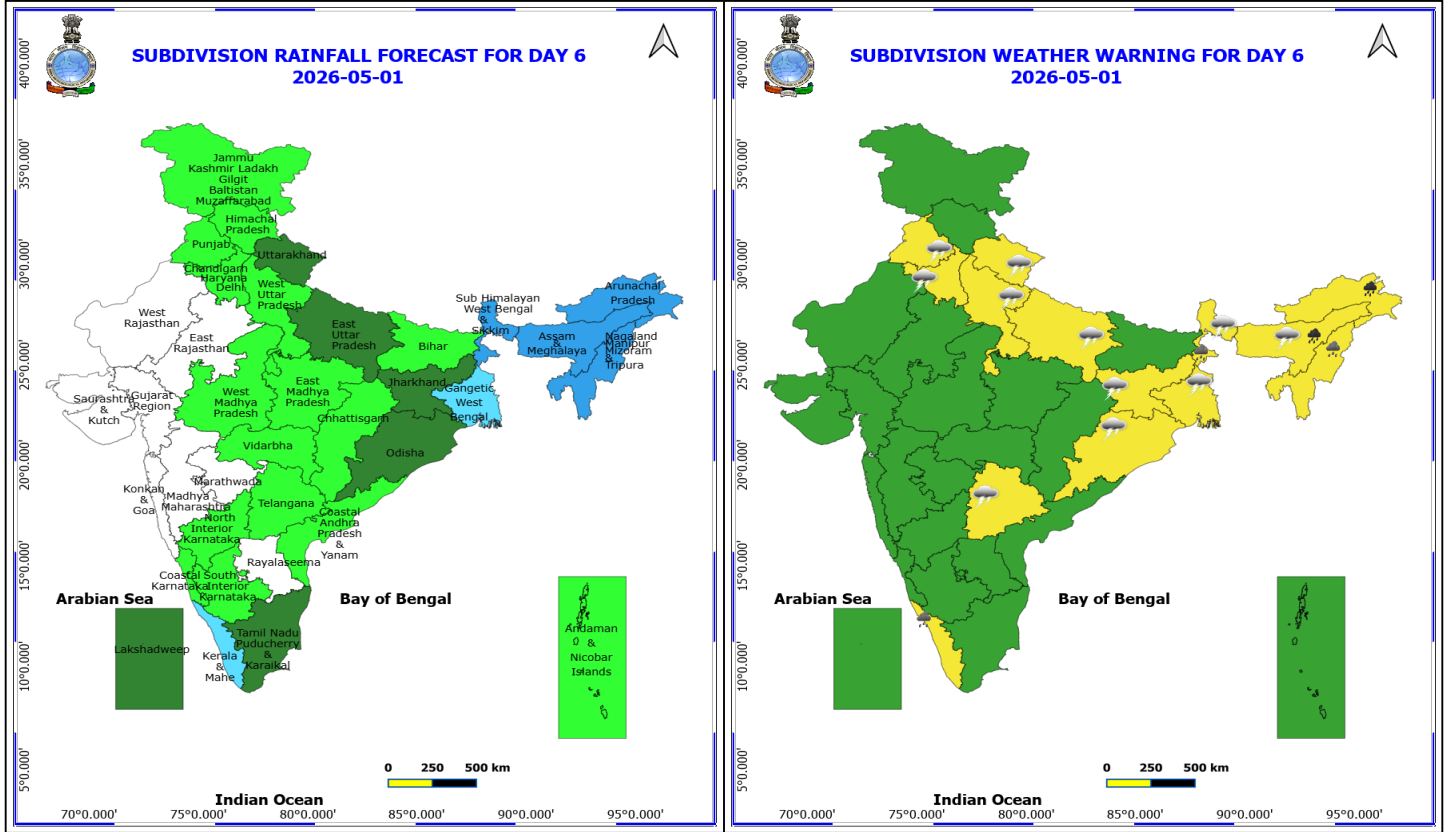 SUBDIVISION RAINFALL FORECAST FOR DAY 6
2026-05-01
40°0.000'
35°0.000'
30°0.000'
25°0.000'
20°0.000'
15°0.000'
10°0.000'
5°0.000'
Jammu
Kashmir Ladakh
Gilgit
Baltistan
Muzaffarabad
Himachal
Pradesh
Punjab
Uttarakhand
Chandigarh
Haryana
Delhi
West
Uttar
Pradesh
West
Rajasthan
East
Rajasthan
East
Uttar
Pradesh
Bihar
Sub Himalayan
West Bengal
&
Sikkim
Arunachal
Pradesh
Assam
&
Meghalaya
Nagaland
Manipur
Mizoram
&
Tripura
Saurashtra
&
Kutch
Gujarat
Region
West
Madhya
Pradesh
East
Madhya
Pradesh
Jharkhand
Gangetic
West
Bengal
Chhattisgarh
Vidarbha
Odisha
Konkan
&
Goa
Madhya
Maharashtra
Marathwada
Telangana
North
Interior
Karnataka
Coastal
Andhra
Pradesh
&
Yanam
Rayalaseema
Coastal
Karnataka
South
Interior
Karnataka
Arabian Sea
Bay of Bengal
Lakshadweep
Kerala
&
Mahe
Tamil Nadu
Puducherry
&
Karaikal
Andaman
&
Nicobar
Islands
0 250 500 km
Indian Ocean
70°0.000' 75°0.000' 80°0.000' 85°0.000' 90°0.000' 95°0.000'
SUBDIVISION WEATHER WARNING FOR DAY 6
2026-05-01
40°0.000'
35°0.000'
30°0.000'
25°0.000'
20°0.000'
15°0.000'
10°0.000'
5°0.000'
Arabian Sea
Bay of Bengal
0 250 500 km
Indian Ocean
70°0.000' 75°0.000' 80°0.000' 85°0.000' 90°0.000' 95°0.000'